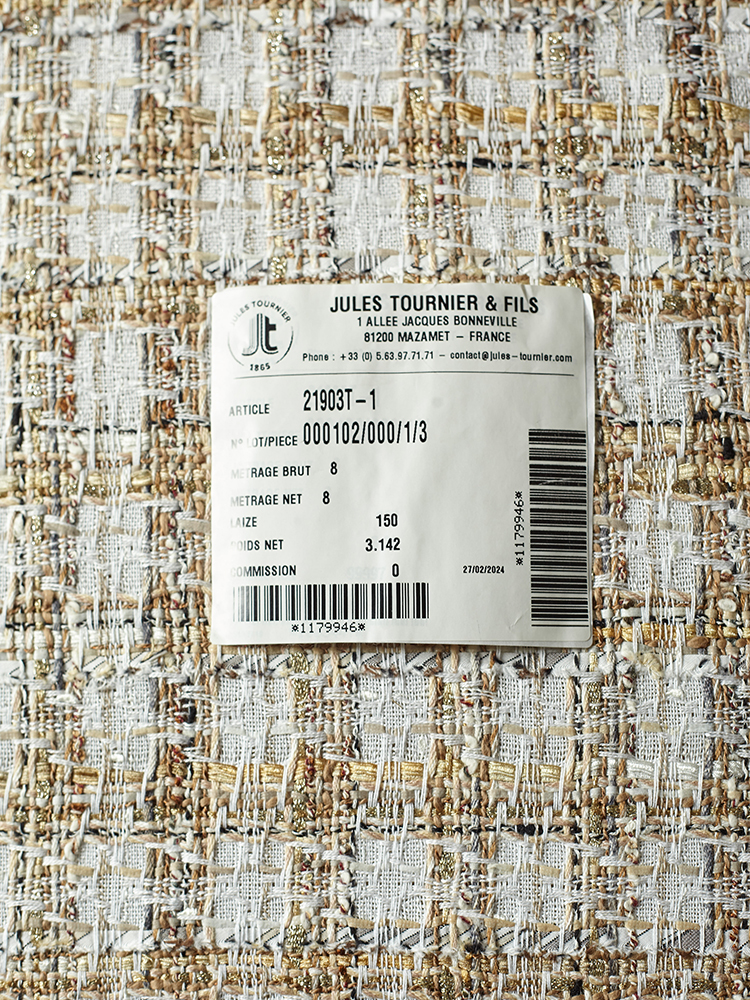 JULES TOURNIER
Jt
1865
JULES TOURNIER & FILS
1 ALLEE JACQUES BONNEVILLE
81200 MAZAMET – FRANCE
Phone : +33 (0) 5.63.97.71.71 – contact@jules-tournier.com
ARTICLE 21903T-1
N° LOT/PIECE 000102/000/1/3
METRAGE BRUT 8
METRAGE NET 8
LAIZE 150
POIDS NET 3.142
COMMISSION 0
27/02/2024
*1179946*
*1179946*